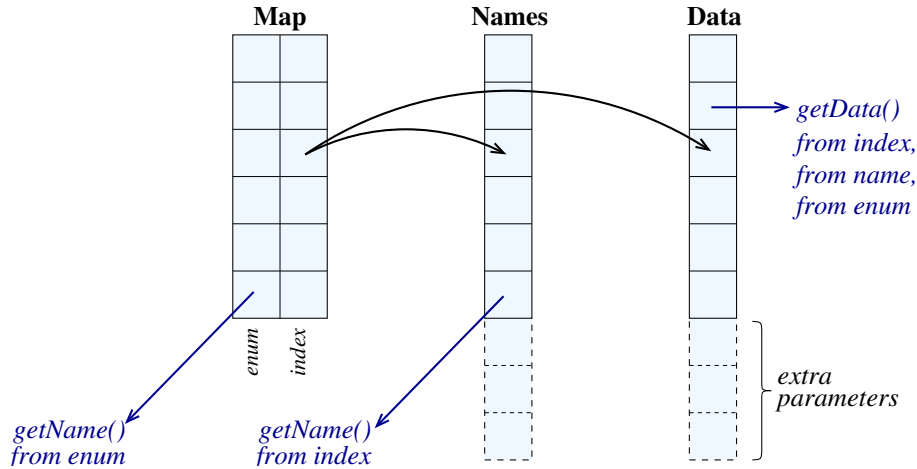 Map
Names
Data
getData()
from index,
from name,
from enum
enum
index
extra
parameters
getName()
from enum
getName()
from index